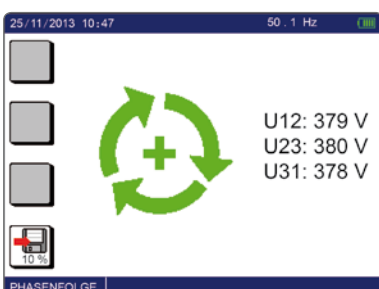 25/11/2013 10:47 50.1 Hz
U12: 379 V
U23: 380 V
U31: 378 V
10 %
PHASENFOLGE